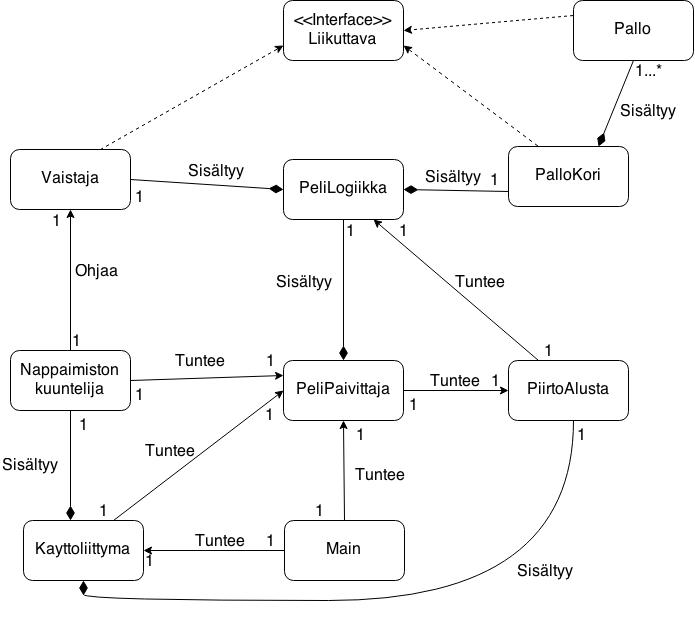 <<Interface>>
Liikuttava
Pallo
1...*
Sisältyy
Vaistaja
Sisältyy
PeliLogiikka
Sisältyy
1
PalloKori
1
1
1
1
Ohjaa
Sisältyy
Tuntee
1
1
Nappaimiston
kuuntelija
Tuntee
1
PeliPaivittaja
Tuntee
1
PiirtoAlusta
1
1
1
1
1
1
Tuntee
Sisältyy
Tuntee
1
1
Kayttoliittyma
Tuntee
1
Main
1
Sisältyy